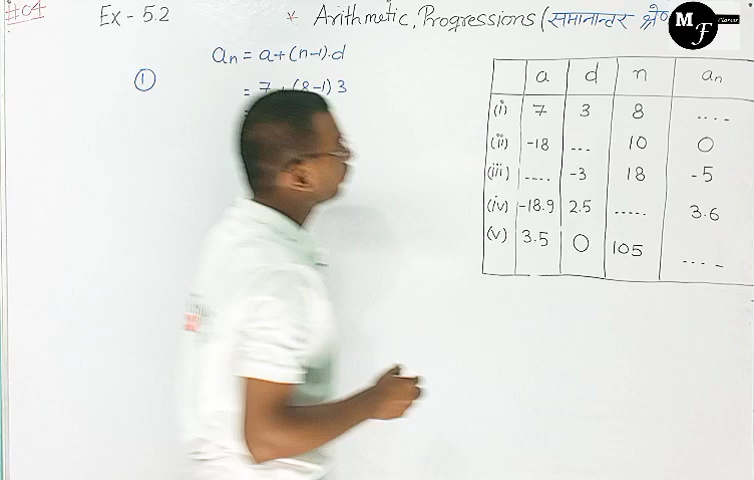 #04 Ex - 5.2 * Arithmetic Progressions (समानान्तर
M F
an = a+(n-1).d
① = 7 + (8-1) 3
=
a d n an
(i) 7 3 8 ....
(ii) -18 ... 10 0
(iii) .... -3 18 -5
(iv) -18.9 2.5 ..... 3.6
(v) 3.5 0 105 ....